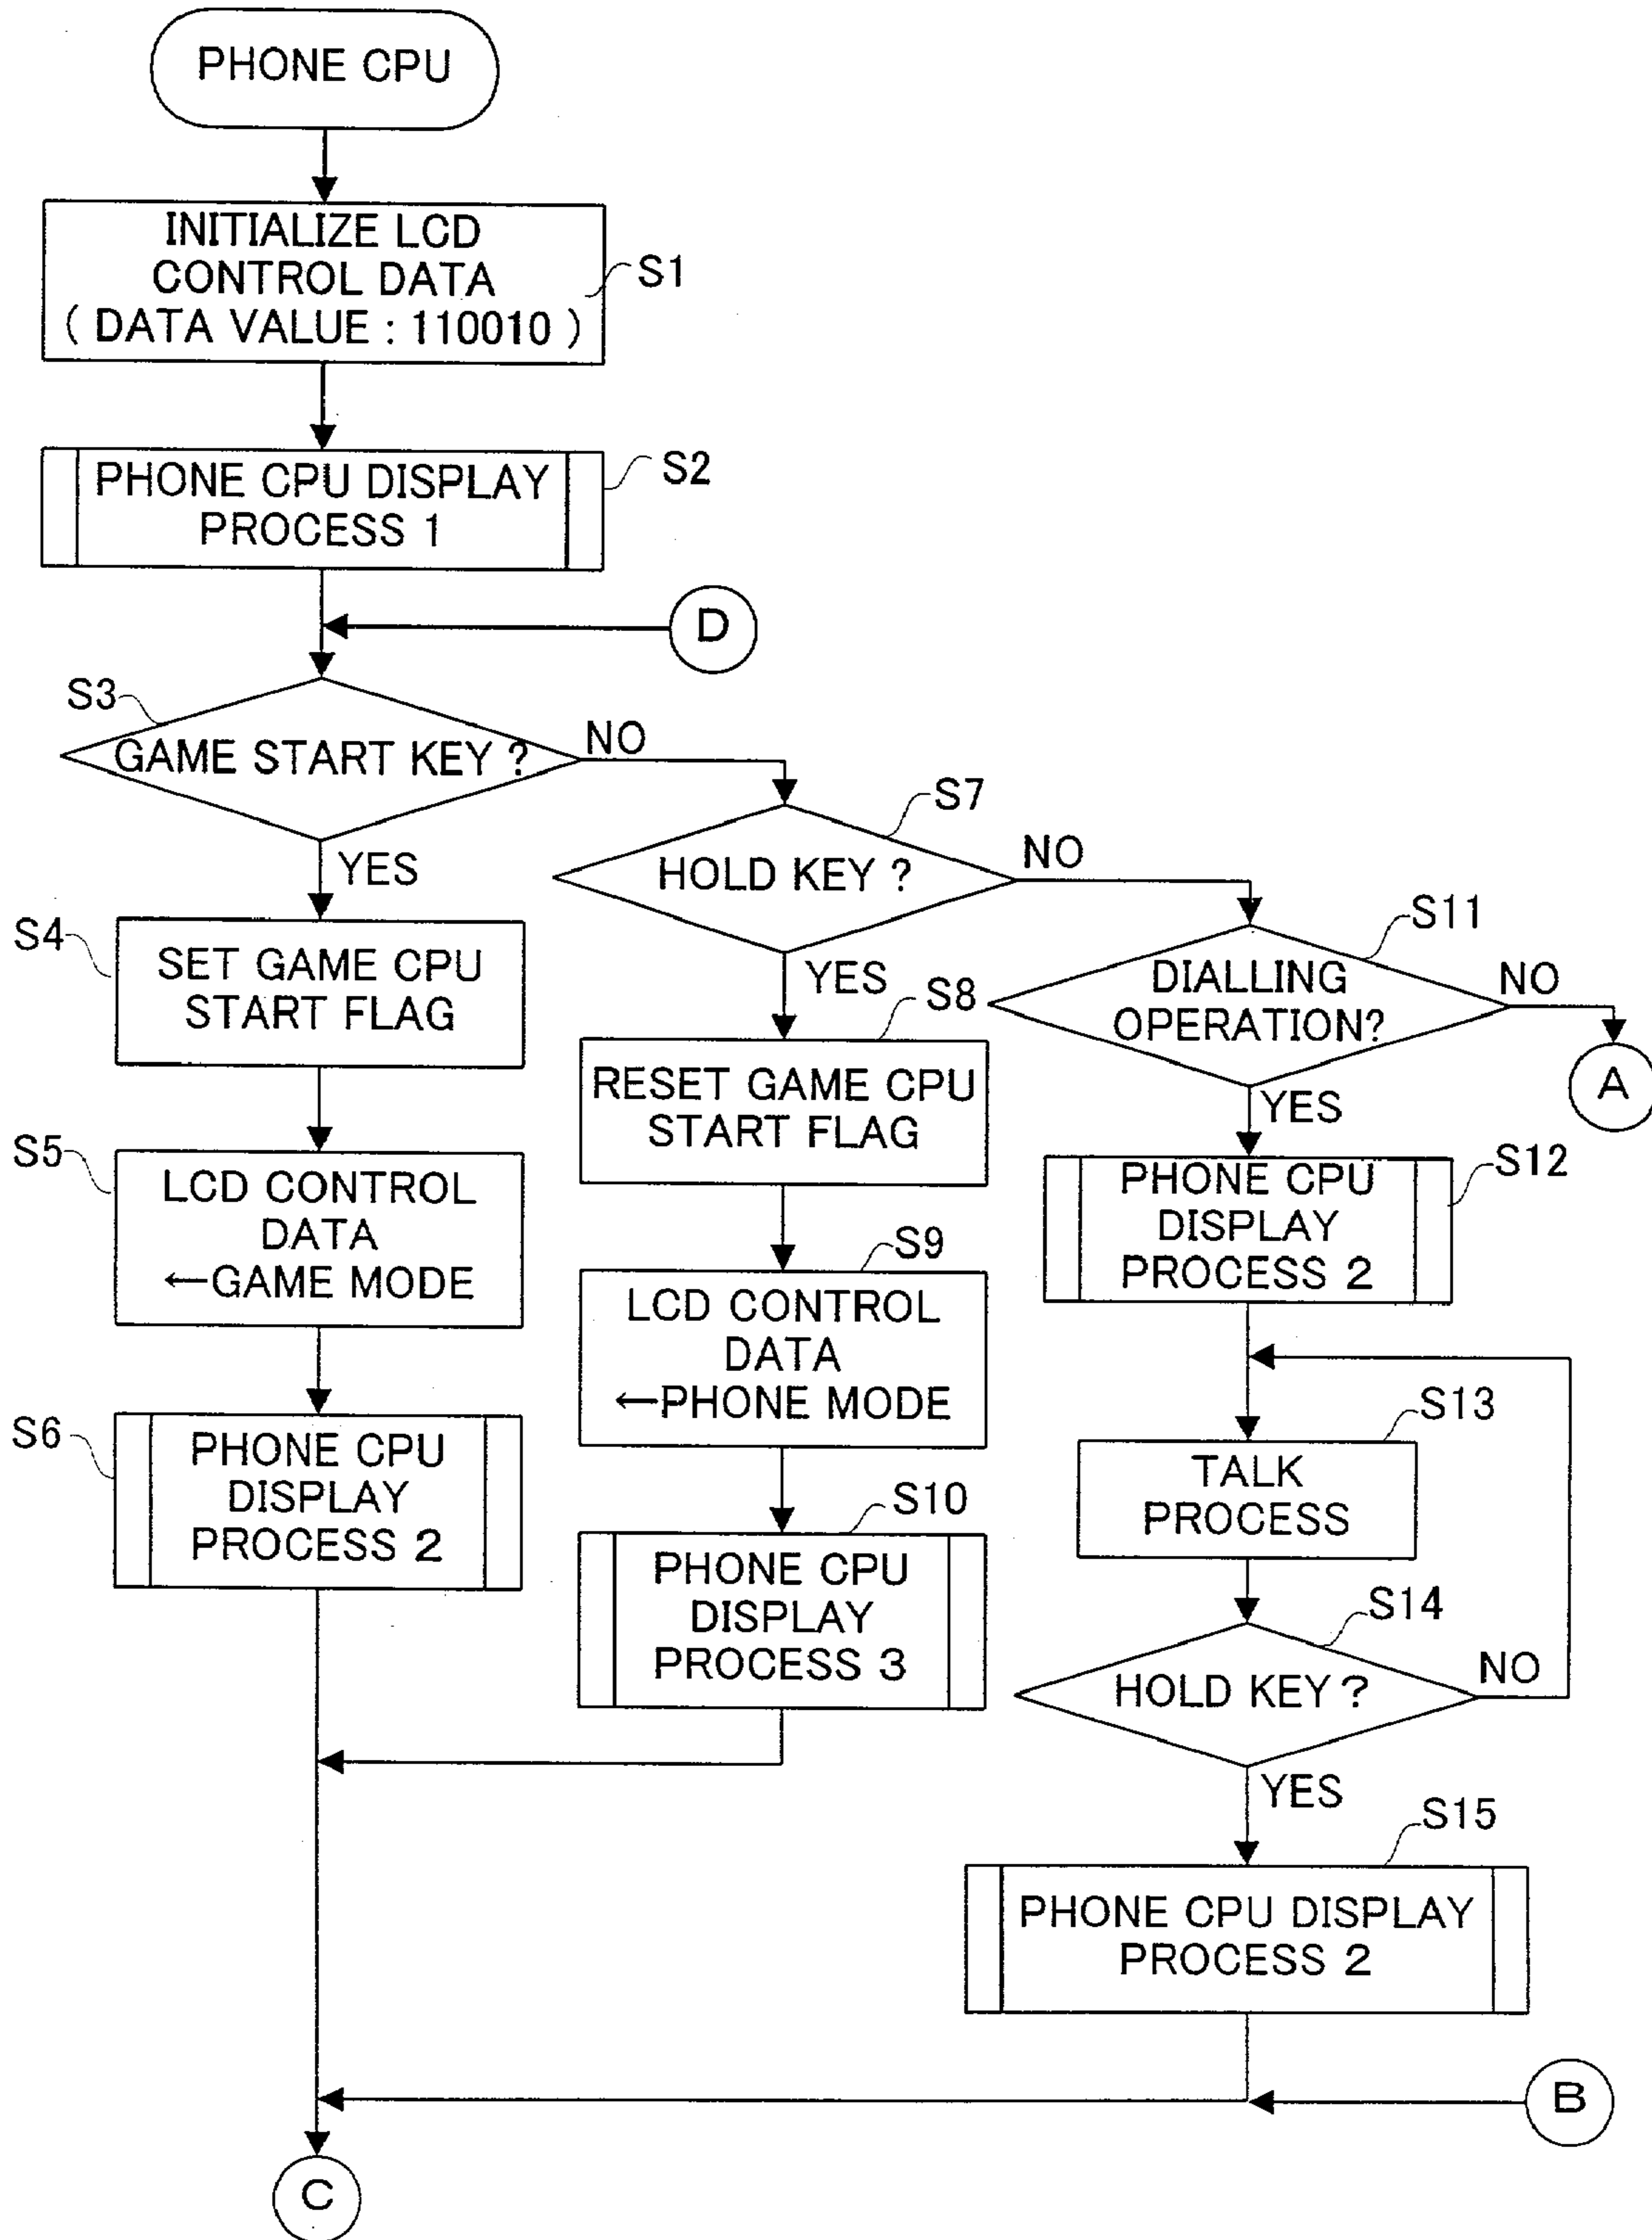 PHONE CPU
INITIALIZE LCD
CONTROL DATA
( DATA VALUE : 110010 )
S1
PHONE CPU DISPLAY
PROCESS 1
S2
D
S3
GAME START KEY ?
NO
YES
S4
SET GAME CPU
START FLAG
S5
LCD CONTROL
DATA
←GAME MODE
S6
PHONE CPU
DISPLAY
PROCESS 2
S7
HOLD KEY ?
NO
YES
S8
RESET GAME CPU
START FLAG
S9
LCD CONTROL
DATA
←PHONE MODE
S10
PHONE CPU
DISPLAY
PROCESS 3
S11
DIALLING
OPERATION?
NO
A
YES
S12
PHONE CPU
DISPLAY
PROCESS 2
S13
TALK
PROCESS
S14
HOLD KEY ?
NO
YES
S15
PHONE CPU DISPLAY
PROCESS 2
B
C